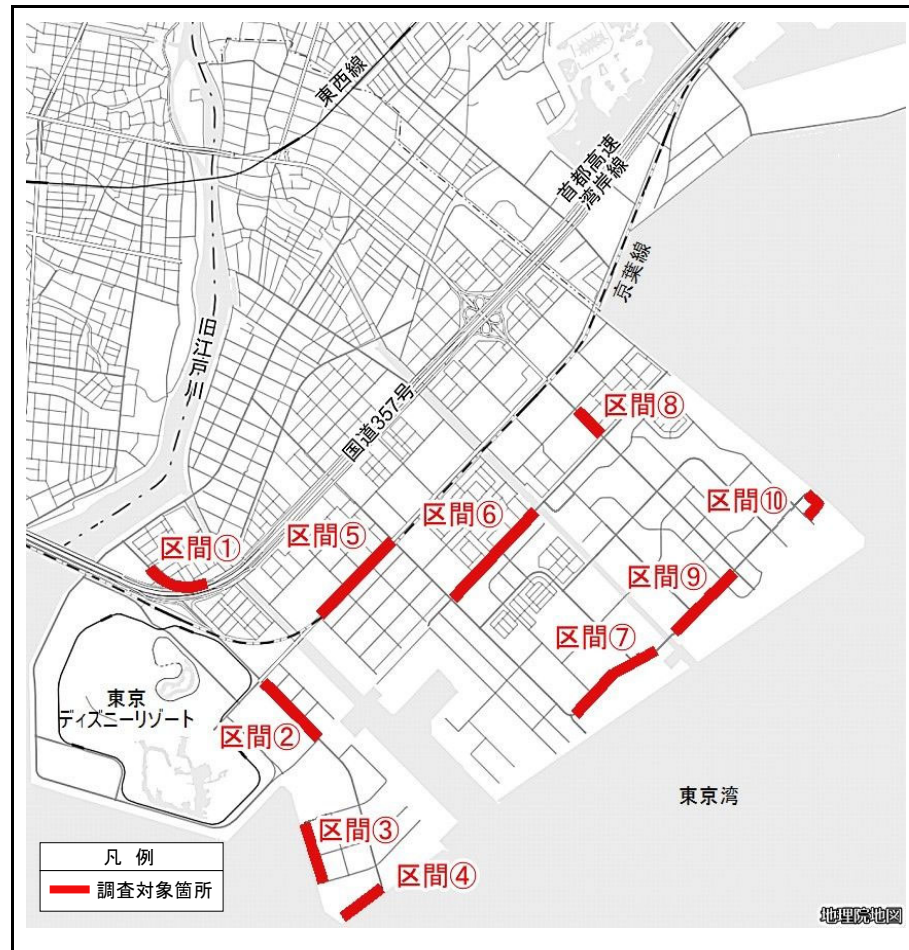 東西線
首都高速
湾岸線
京葉線
旧江戸川
国道357号
区間⑧
区間①
区間⑤
区間⑥
区間⑩
区間⑨
区間⑦
東京
ディズニーリゾート
区間②
東京湾
区間③
区間④
凡 例
調査対象箇所
地理院地図